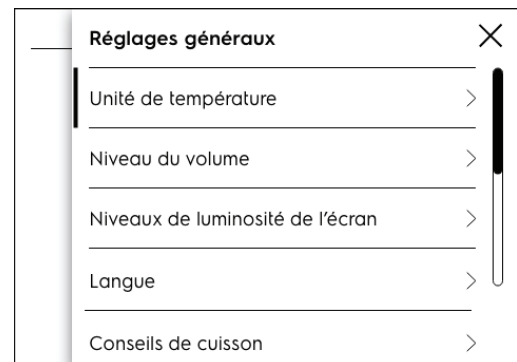 Réglages généraux
Unité de température
Niveau du volume
Niveaux de luminosité de l'écran
Langue
Conseils de cuisson